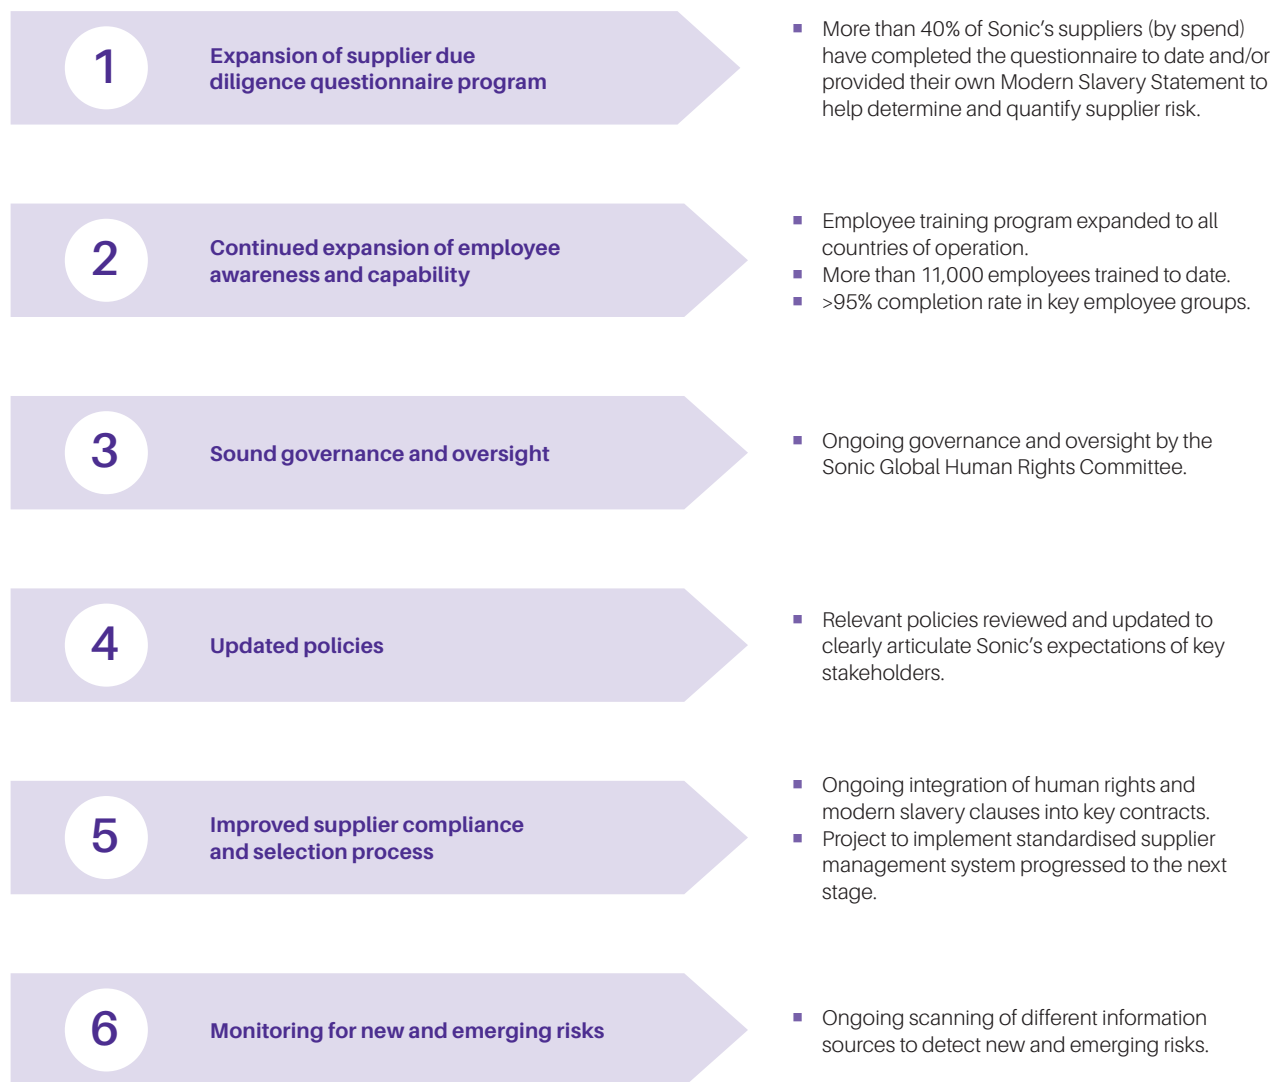 1
Expansion of supplier due
diligence questionnaire program
▪ More than 40% of Sonic’s suppliers (by spend)
have completed the questionnaire to date and/or
provided their own Modern Slavery Statement to
help determine and quantify supplier risk.
2
Continued expansion of employee
awareness and capability
▪ Employee training program expanded to all
countries of operation.
▪ More than 11,000 employees trained to date.
▪ >95% completion rate in key employee groups.
3
Sound governance and oversight
▪ Ongoing governance and oversight by the
Sonic Global Human Rights Committee.
4
Updated policies
▪ Relevant policies reviewed and updated to
clearly articulate Sonic’s expectations of key
stakeholders.
5
Improved supplier compliance
and selection process
▪ Ongoing integration of human rights and
modern slavery clauses into key contracts.
▪ Project to implement standardised supplier
management system progressed to the next
stage.
6
Monitoring for new and emerging risks
▪ Ongoing scanning of different information
sources to detect new and emerging risks.